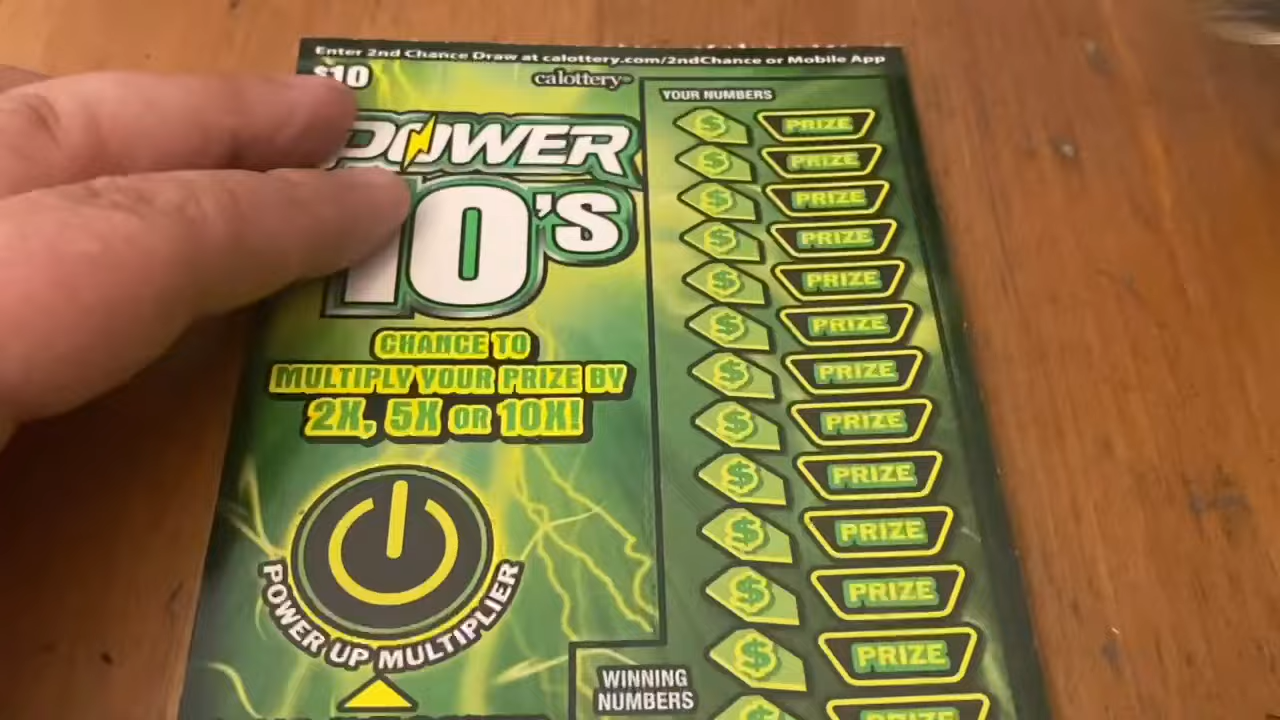 Enter 2nd Chance Draw at calottery.com/2ndChance or Mobile App
$10
calottery
POWER
10'S
CHANCE TO
MULTIPLY YOUR PRIZE BY
2X, 5X OR 10X!
POWER UP MULTIPLIER
YOUR NUMBERS
$ PRIZE
$ PRIZE
$ PRIZE
$ PRIZE
$ PRIZE
$ PRIZE
$ PRIZE
$ PRIZE
$ PRIZE
$ PRIZE
$ PRIZE
$ PRIZE
$ PRIZE
WINNING
NUMBERS